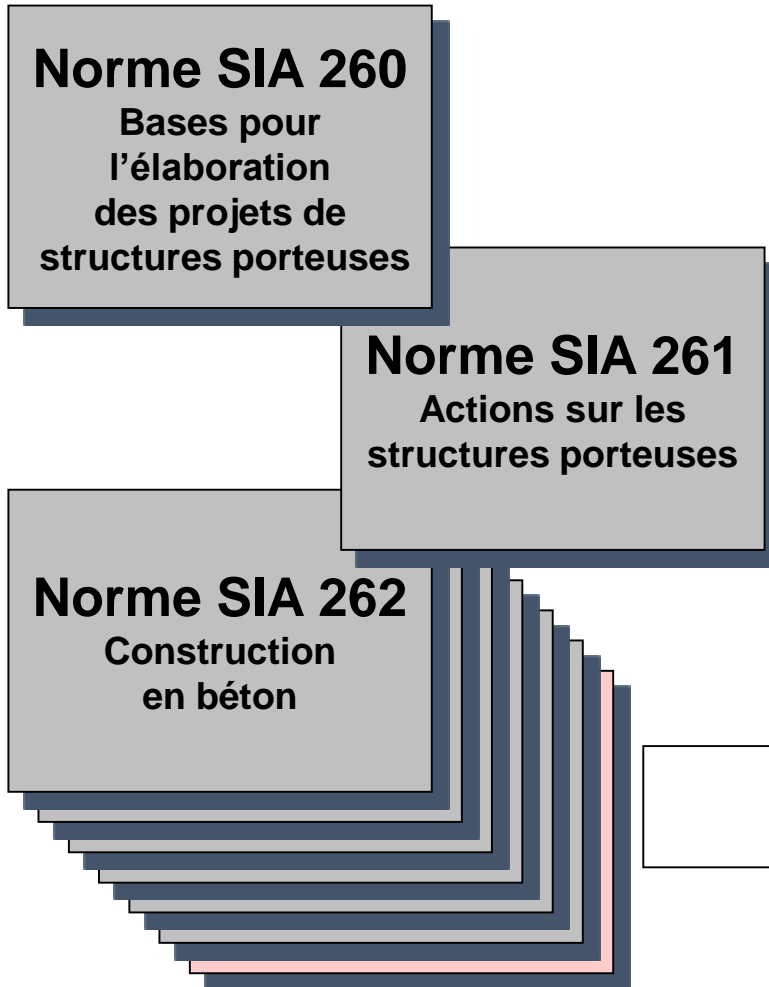 Norme SIA 260
Bases pour
l’élaboration
des projets de
structures porteuses
Norme SIA 261
Actions sur les
structures porteuses
Norme SIA 262
Construction
en béton